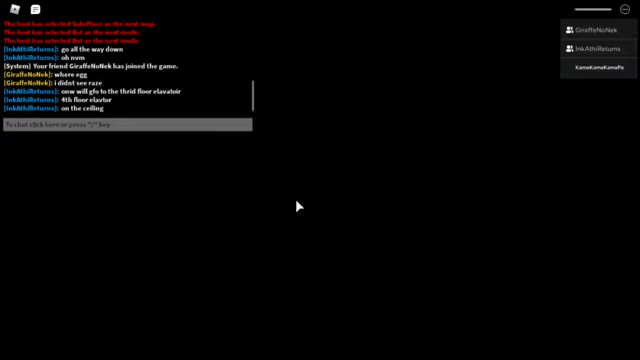 The host has selected SafePlace as the next map.
The host has selected Bot as the next mode.
The host has selected Bot as the next mode.
[InkAthiReturns]: go all the way down
[InkAthiReturns]: oh nvm
{System} Your friend GiraffeNoNek has joined the game.
[GiraffeNoNek]: where egg
[GiraffeNoNek]: i didnt see raze
[InkAthiReturns]: onw will gfo to the thrid floor elavatoir
[InkAthiReturns]: 4th floor elavtor
[InkAthiReturns]: on the ceiling
To chat click here or press "/" key
GiraffeNoNek
InkAthiReturns
KameKameKamePa